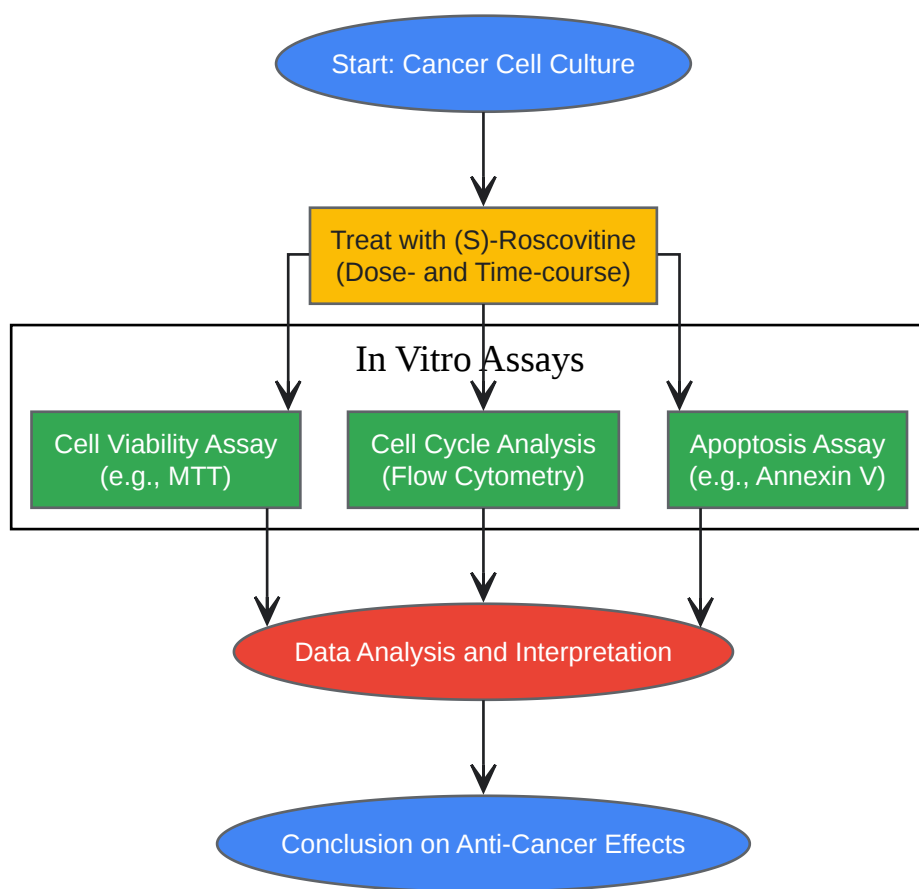 Start: Cancer Cell Culture
Treat with (S)-Roscovitine
(Dose- and Time-course)
In Vitro Assays
Cell Viability Assay
(e.g., MTT)
Cell Cycle Analysis
(Flow Cytometry)
Apoptosis Assay
(e.g., Annexin V)
Data Analysis and Interpretation
Conclusion on Anti-Cancer Effects